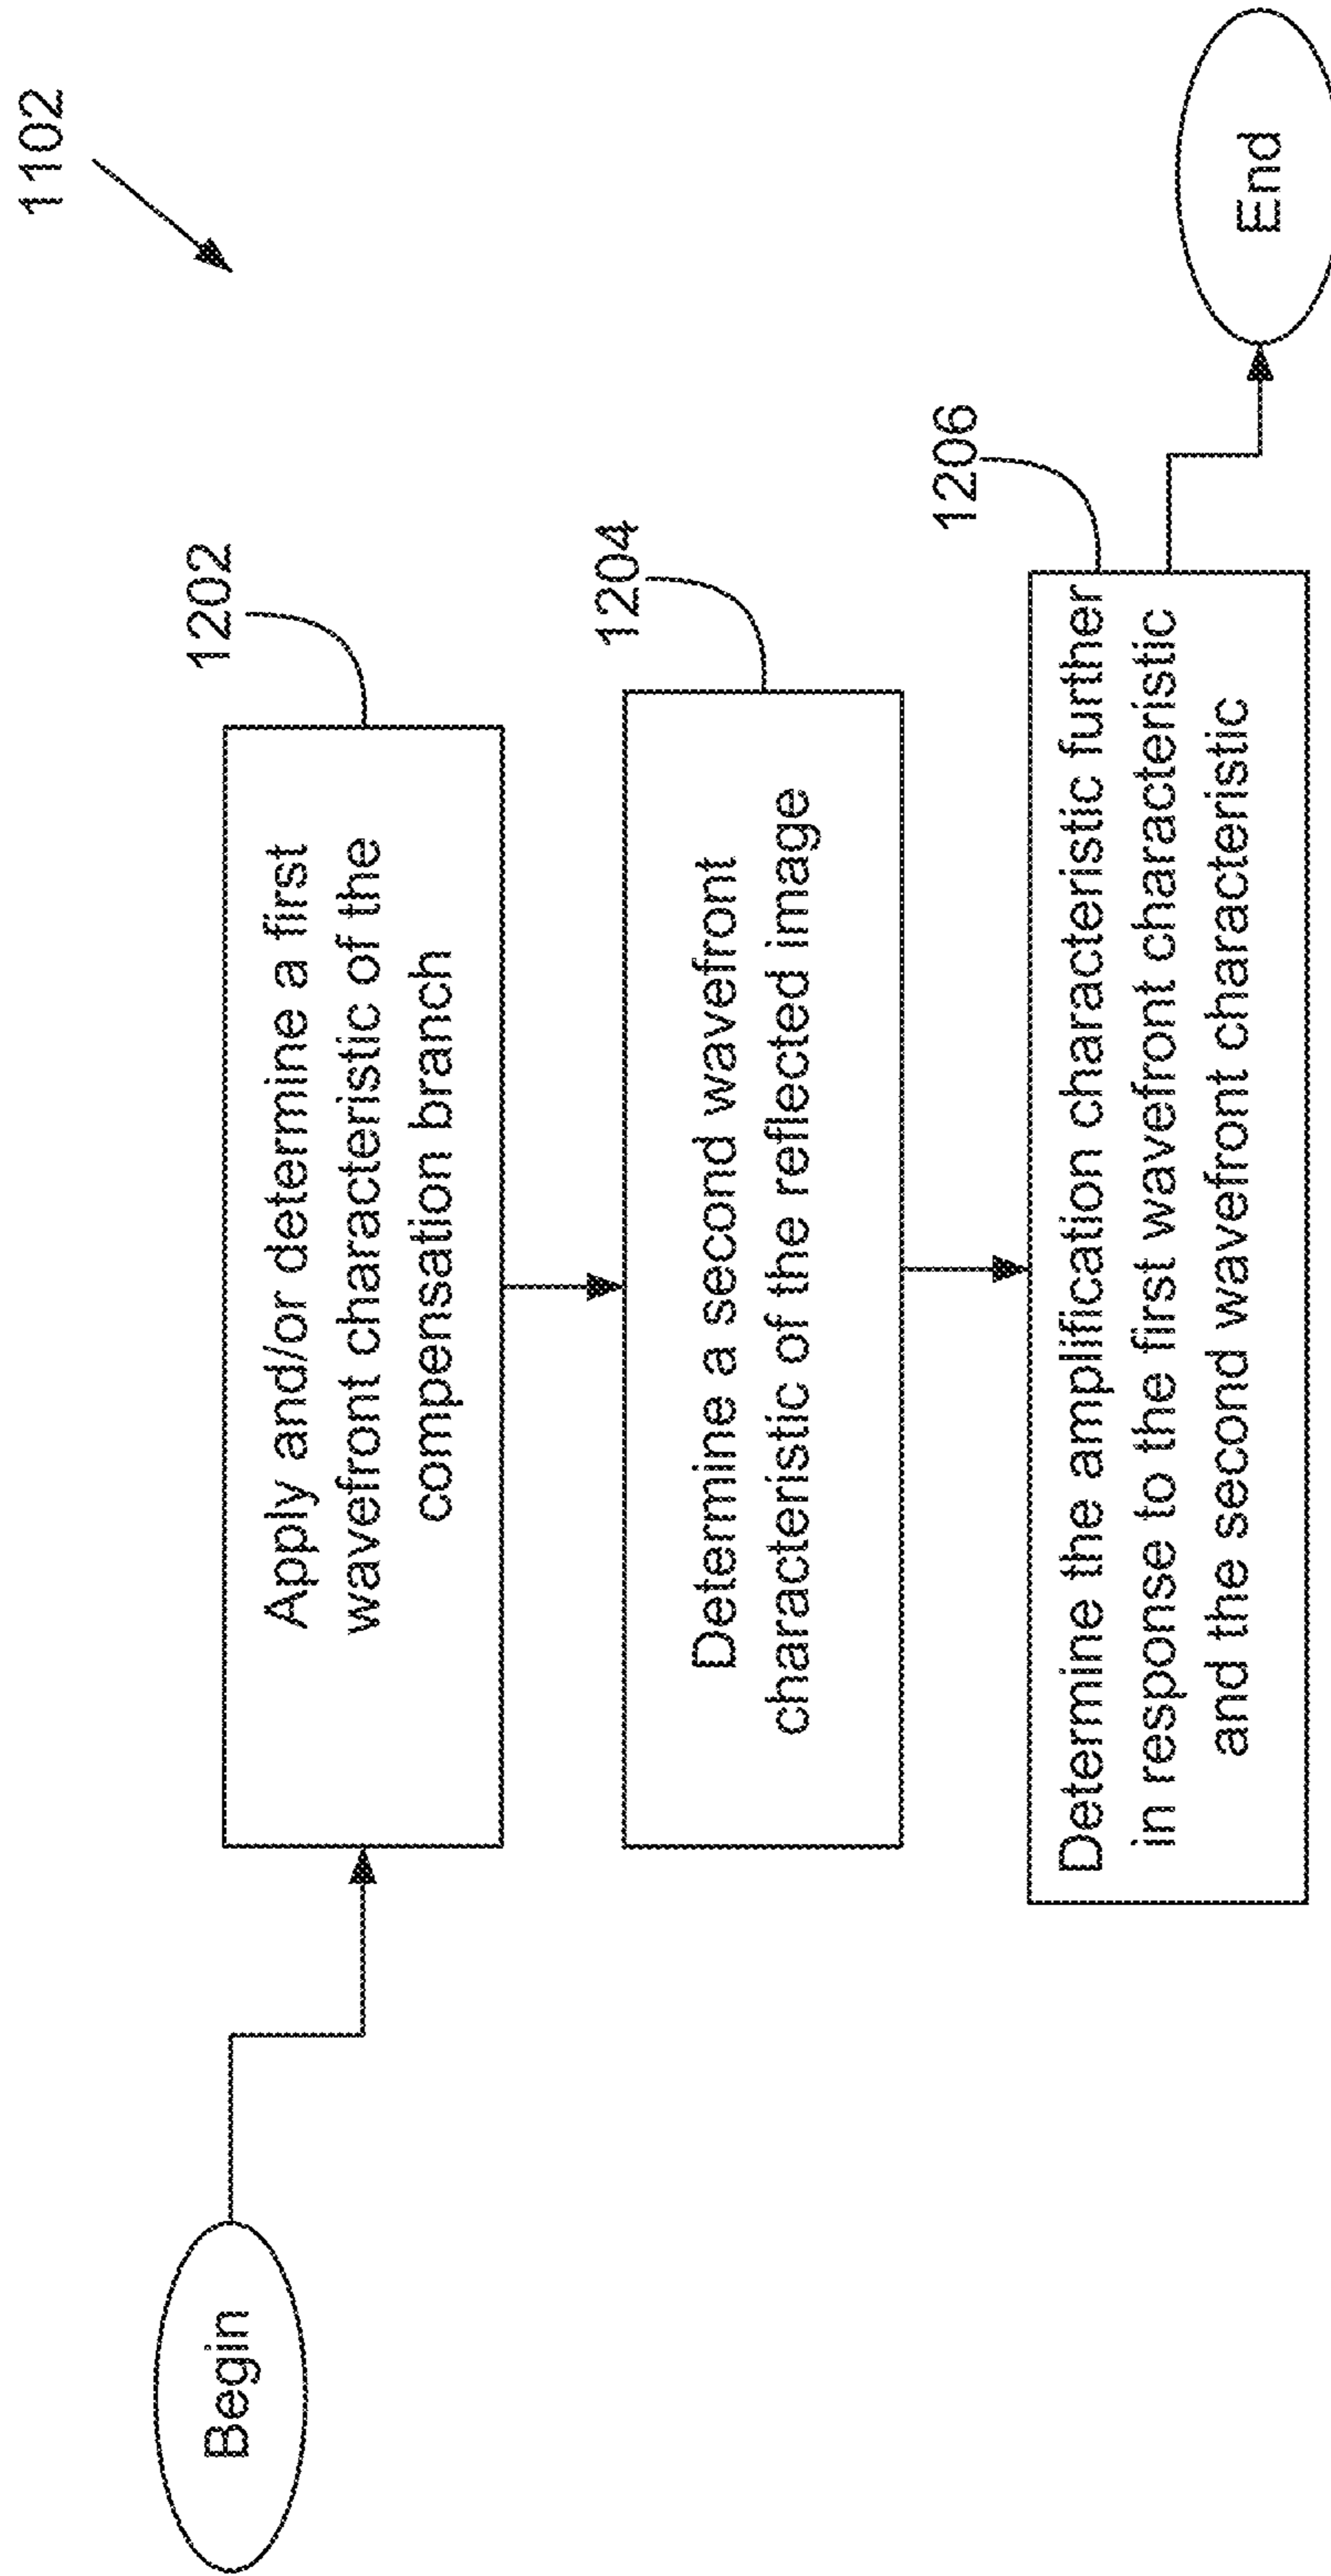 1102
Begin
1202
Apply and/or determine a first
wavefront characteristic of the
compensation branch
1204
Determine a second wavefront
characteristic of the reflected image
1206
Determine the amplification characteristic further
in response to the first wavefront characteristic
and the second wavefront characteristic
End